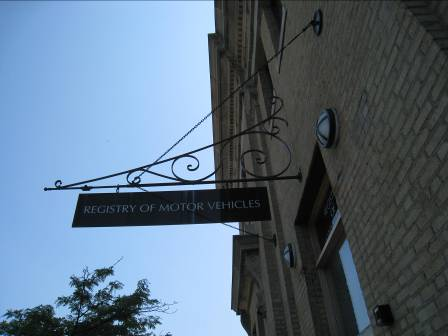 REGISTRY OF MOTOR VEHICLES